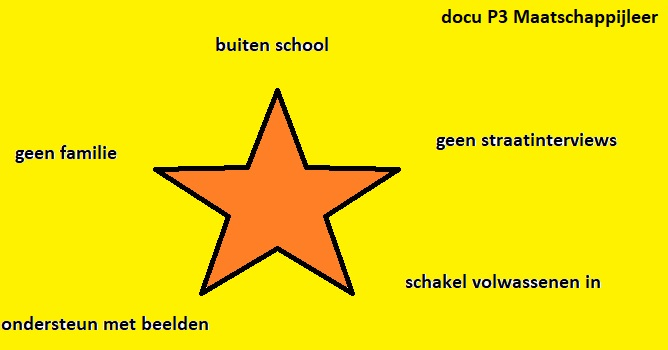 docu P3 Maatschappijleer
buiten school
geen straatinterviews
geen familie
schakel volwassenen in
ondersteun met beelden